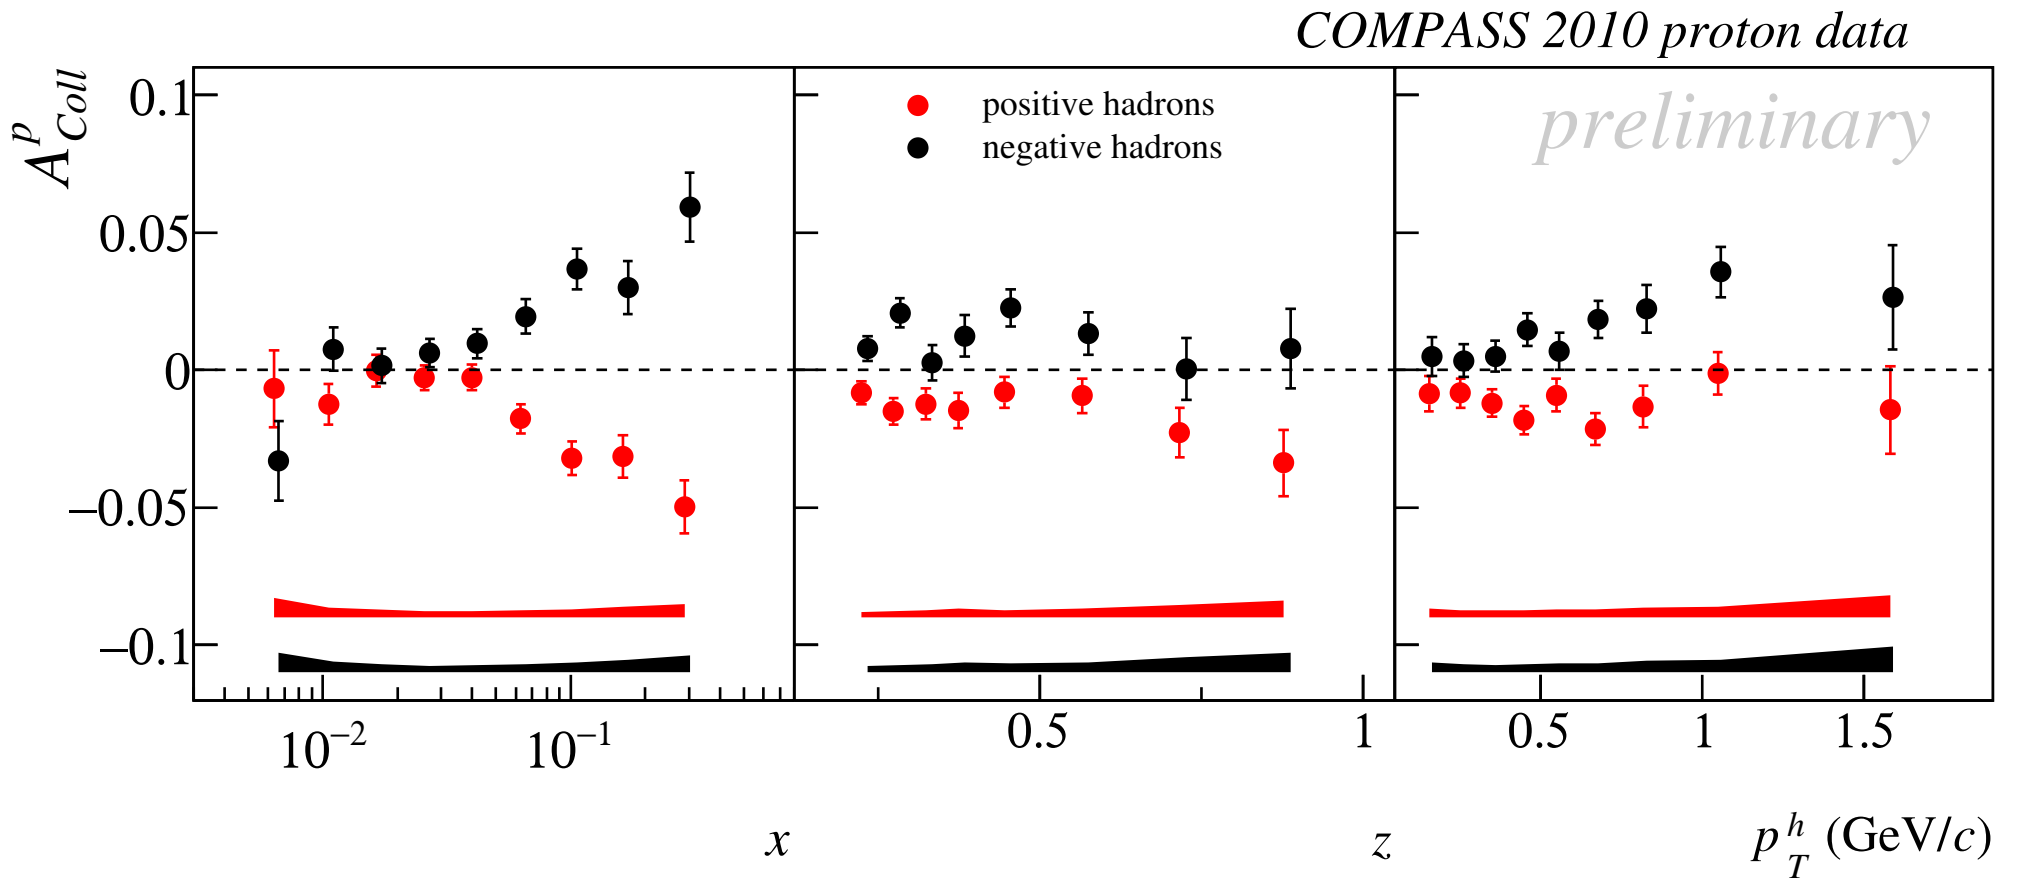 COMPASS 2010 proton data
A^p_Coll
0.1
0.05
0
−0.05
−0.1
positive hadrons
negative hadrons
preliminary
10^−2
10^−1
0.5
1
0.5
1
1.5
x
z
p_T^h (GeV/c)